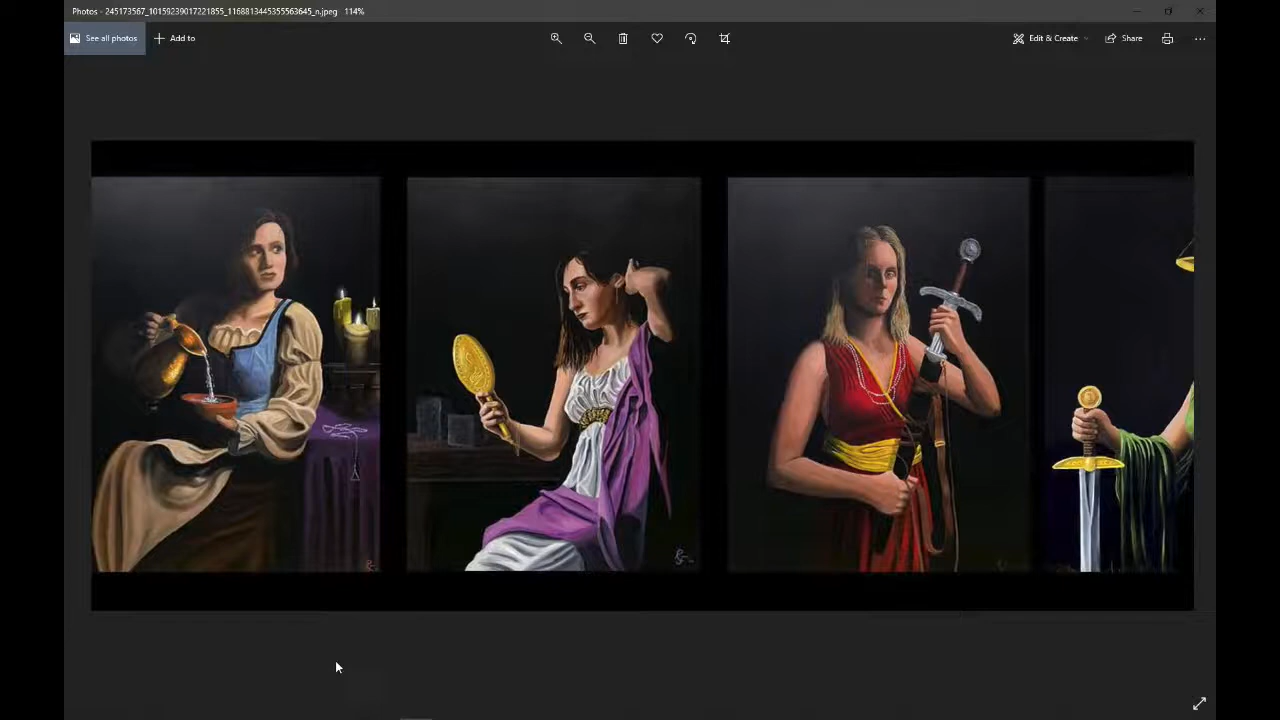 Photos - 245173567_10159239017221855_1168813445355563645_n.jpeg 114%
See all photos
Add to
Edit & Create
Share